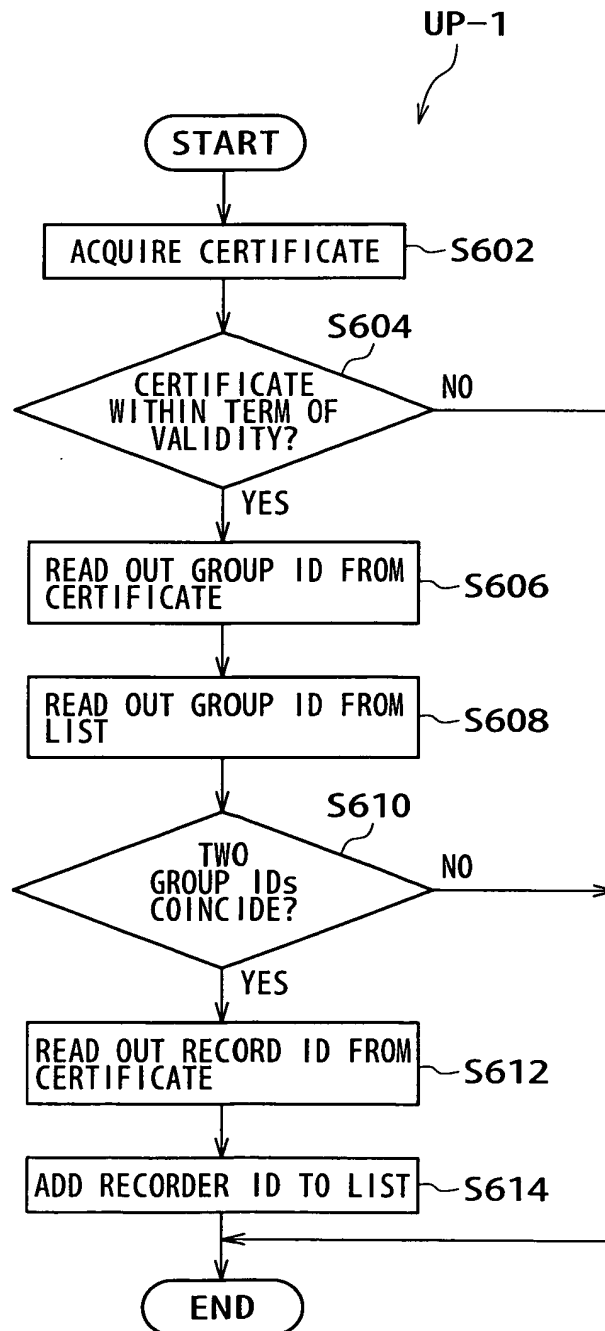 UP-1
START
ACQUIRE CERTIFICATE
S602
S604
CERTIFICATE
WITHIN TERM OF
VALIDITY?
NO
YES
READ OUT GROUP ID FROM
CERTIFICATE
S606
READ OUT GROUP ID FROM
LIST
S608
S610
TWO
GROUP IDs
COINCIDE?
NO
YES
READ OUT RECORD ID FROM
CERTIFICATE
S612
ADD RECORDER ID TO LIST
S614
END